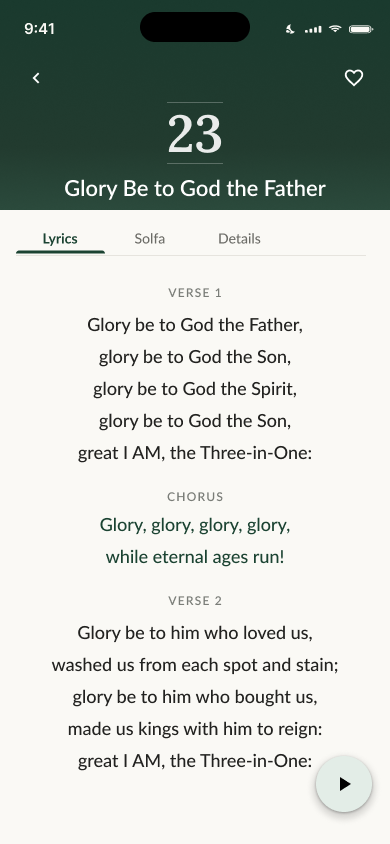 9:41
23
Glory Be to God the Father
Lyrics Solfa Details
VERSE 1
Glory be to God the Father,
glory be to God the Son,
glory be to God the Spirit,
glory be to God the Son,
great I AM, the Three-in-One:
CHORUS
Glory, glory, glory, glory,
while eternal ages run!
VERSE 2
Glory be to him who loved us,
washed us from each spot and stain;
glory be to him who bought us,
made us kings with him to reign:
great I AM, the Three-in-One: